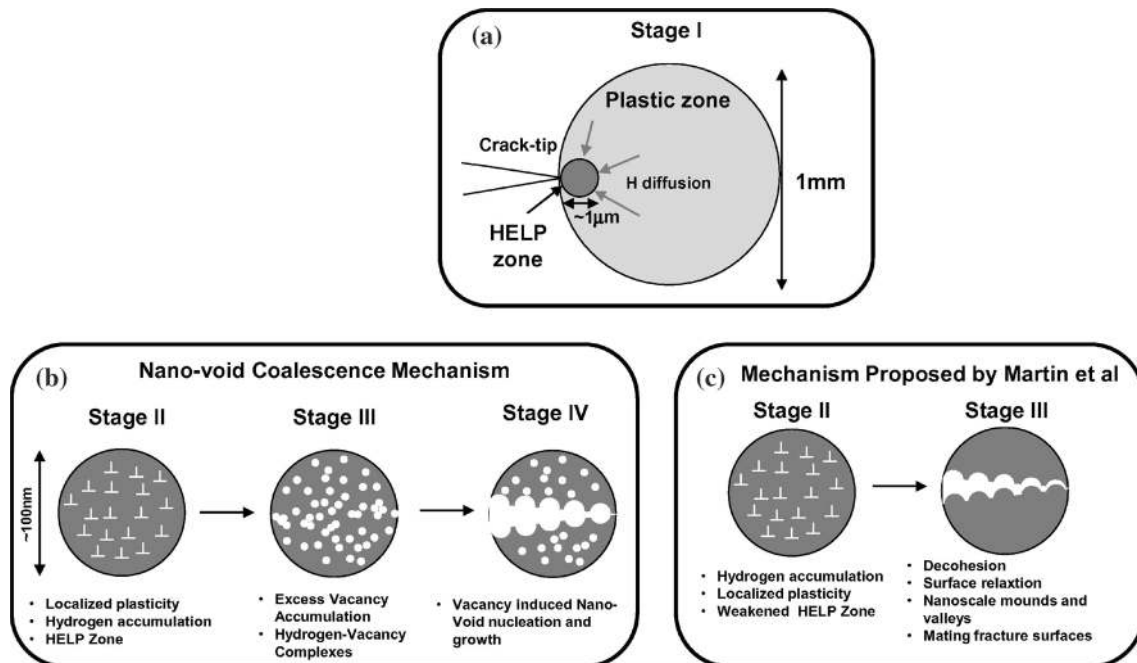 (a)
Stage I
Plastic zone
Crack-tip
H diffusion
1mm
~1μm
HELP
zone
(b)
Nano-void Coalescence Mechanism
Stage II
Stage III
Stage IV
~100nm
• Localized plasticity
• Hydrogen accumulation
• HELP Zone
• Excess Vacancy
Accumulation
• Hydrogen-Vacancy
Complexes
• Vacancy induced Nano-
Void nucleation and
growth
(c)
Mechanism Proposed by Martin et al
Stage II
Stage III
• Hydrogen accumulation
• Localized plasticity
• Weakened HELP Zone
• Decohesion
• Surface relaxtion
• Nanoscale mounds and
valleys
• Mating fracture surfaces